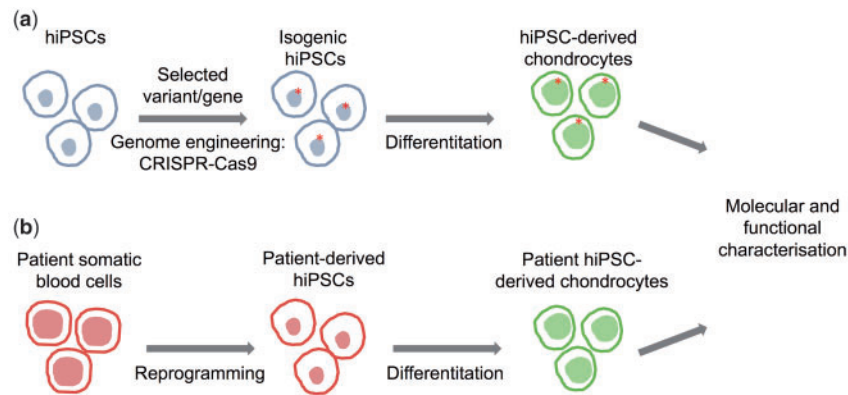 (a)
hiPSCs
Selected
variant/gene
Genome engineering:
CRISPR-Cas9
Isogenic
hiPSCs
Differentitation
hiPSC-derived
chondrocytes
Molecular and
functional
characterisation
(b)
Patient somatic
blood cells
Reprogramming
Patient-derived
hiPSCs
Differentitation
Patient hiPSC-
derived chondrocytes